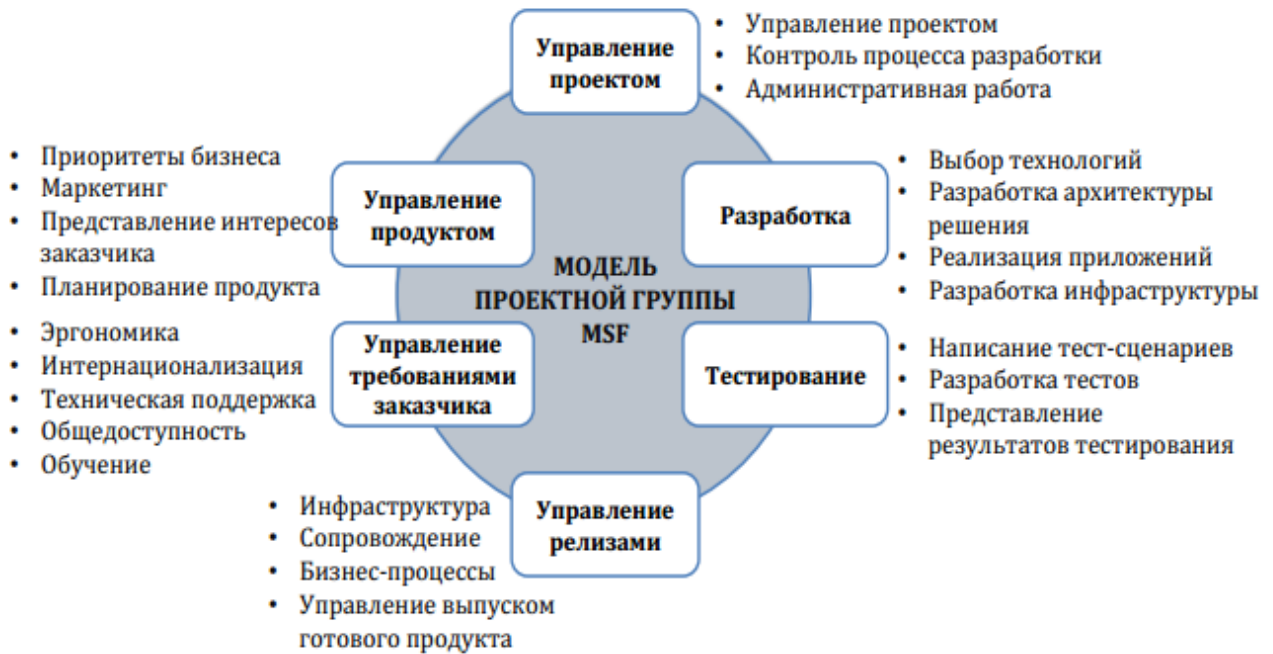 Управление
проектом
• Управление проектом
• Контроль процесса разработки
• Административная работа
• Приоритеты бизнеса
• Маркетинг
• Представление интересов
заказчика
• Планирование продукта
Управление
продуктом
Разработка
• Выбор технологий
• Разработка архитектуры
решения
• Реализация приложений
• Разработка инфраструктуры
МОДЕЛЬ
ПРОЕКТНОЙ ГРУППЫ
MSF
• Эргономика
• Интернационализация
• Техническая поддержка
• Общедоступность
• Обучение
Управление
требованиями
заказчика
Тестирование
• Написание тест-сценариев
• Разработка тестов
• Представление
результатов тестирования
• Инфраструктура
• Сопровождение
• Бизнес-процессы
• Управление выпуском
готового продукта
Управление
релизами